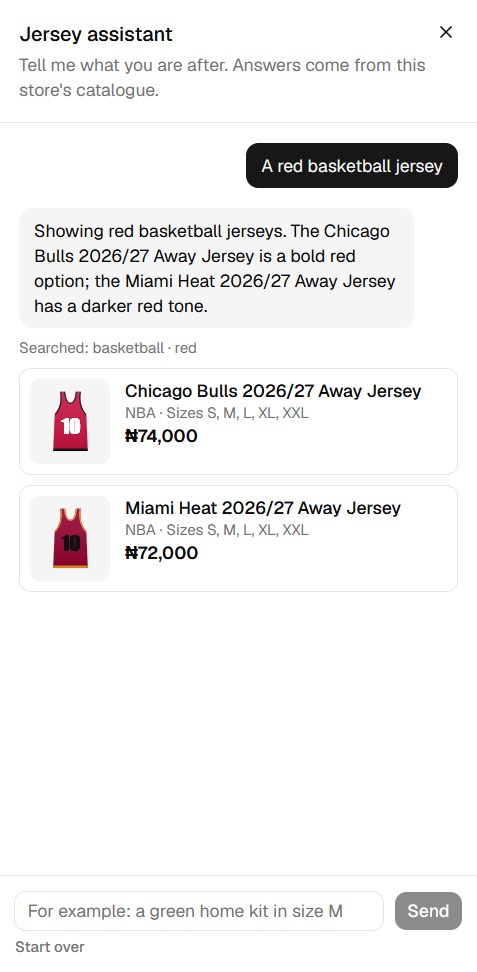 Jersey assistant
Tell me what you are after. Answers come from this
store's catalogue.
A red basketball jersey
Showing red basketball jerseys. The Chicago
Bulls 2026/27 Away Jersey is a bold red
option; the Miami Heat 2026/27 Away Jersey
has a darker red tone.
Searched: basketball · red
10
Chicago Bulls 2026/27 Away Jersey
NBA · Sizes S, M, L, XL, XXL
₦74,000
10
Miami Heat 2026/27 Away Jersey
NBA · Sizes S, M, L, XL, XXL
₦72,000
For example: a green home kit in size M
Send
Start over